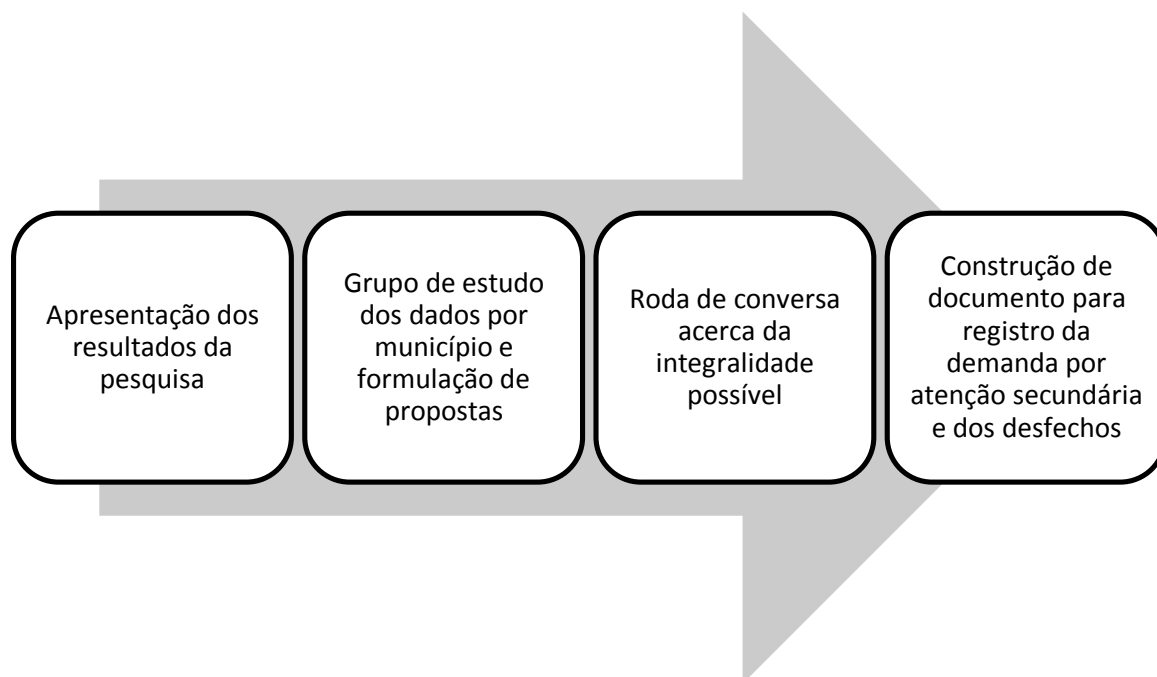 Apresentação dos
resultados da
pesquisa
Grupo de estudo
dos dados por
município e
formulação de
propostas
Roda de conversa
acerca da
integralidade
possível
Construção de
documento para
registro da
demanda por
atenção secundária
e dos desfechos